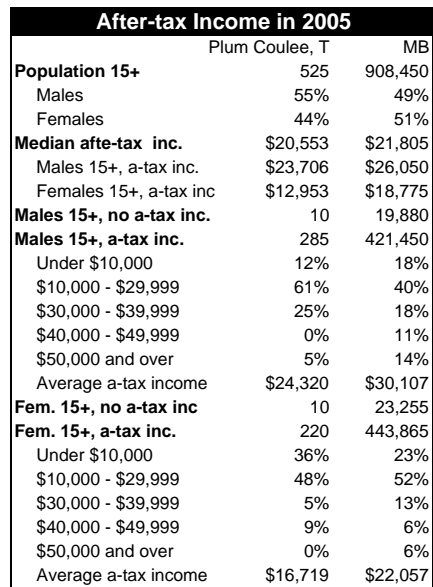 After-tax Income in 2005
Plum Coulee, T MB
Population 15+ 525 908,450
Males 55% 49%
Females 44% 51%
Median afte-tax inc. $20,553 $21,805
Males 15+, a-tax inc. $23,706 $26,050
Females 15+, a-tax inc $12,953 $18,775
Males 15+, no a-tax inc. 10 19,880
Males 15+, a-tax inc. 285 421,450
Under $10,000 12% 18%
$10,000 - $29,999 61% 40%
$30,000 - $39,999 25% 18%
$40,000 - $49,999 0% 11%
$50,000 and over 5% 14%
Average a-tax income $24,320 $30,107
Fem. 15+, no a-tax inc 10 23,255
Fem. 15+, a-tax inc. 220 443,865
Under $10,000 36% 23%
$10,000 - $29,999 48% 52%
$30,000 - $39,999 5% 13%
$40,000 - $49,999 9% 6%
$50,000 and over 0% 6%
Average a-tax income $16,719 $22,057